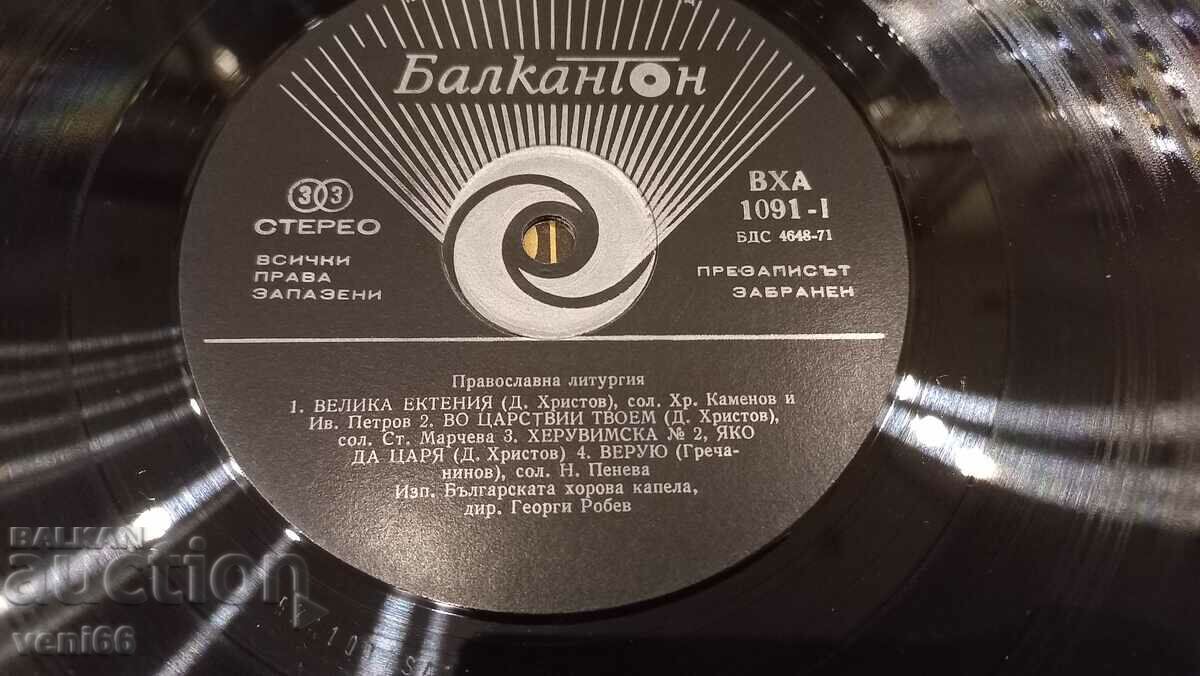 Балкантон
33
СТЕРЕО
ВСИЧКИ
ПРАВА
ЗАПАЗЕНИ
ВХА
1091-I
БДС 4648-71
ПРЕЗАПИСЪТ
ЗАБРАНЕН
Православна литургия
1. ВЕЛИКА ЕКТЕНИЯ (Д. Христов), сол. Хр. Каменов и
Ив. Петров 2. ВО ЦАРСТВИИ ТВОЕМ (Д. Христов),
сол. Ст. Марчева 3. ХЕРУВИМСКА № 2, ЯКО
ДА ЦАРЯ (Д. Христов) 4. ВЕРУЮ (Греча-
нинов), сол. Н. Пенева
Изп. Българската хорова капела,
дир. Георги Робев
BALKAN
auction
veni66